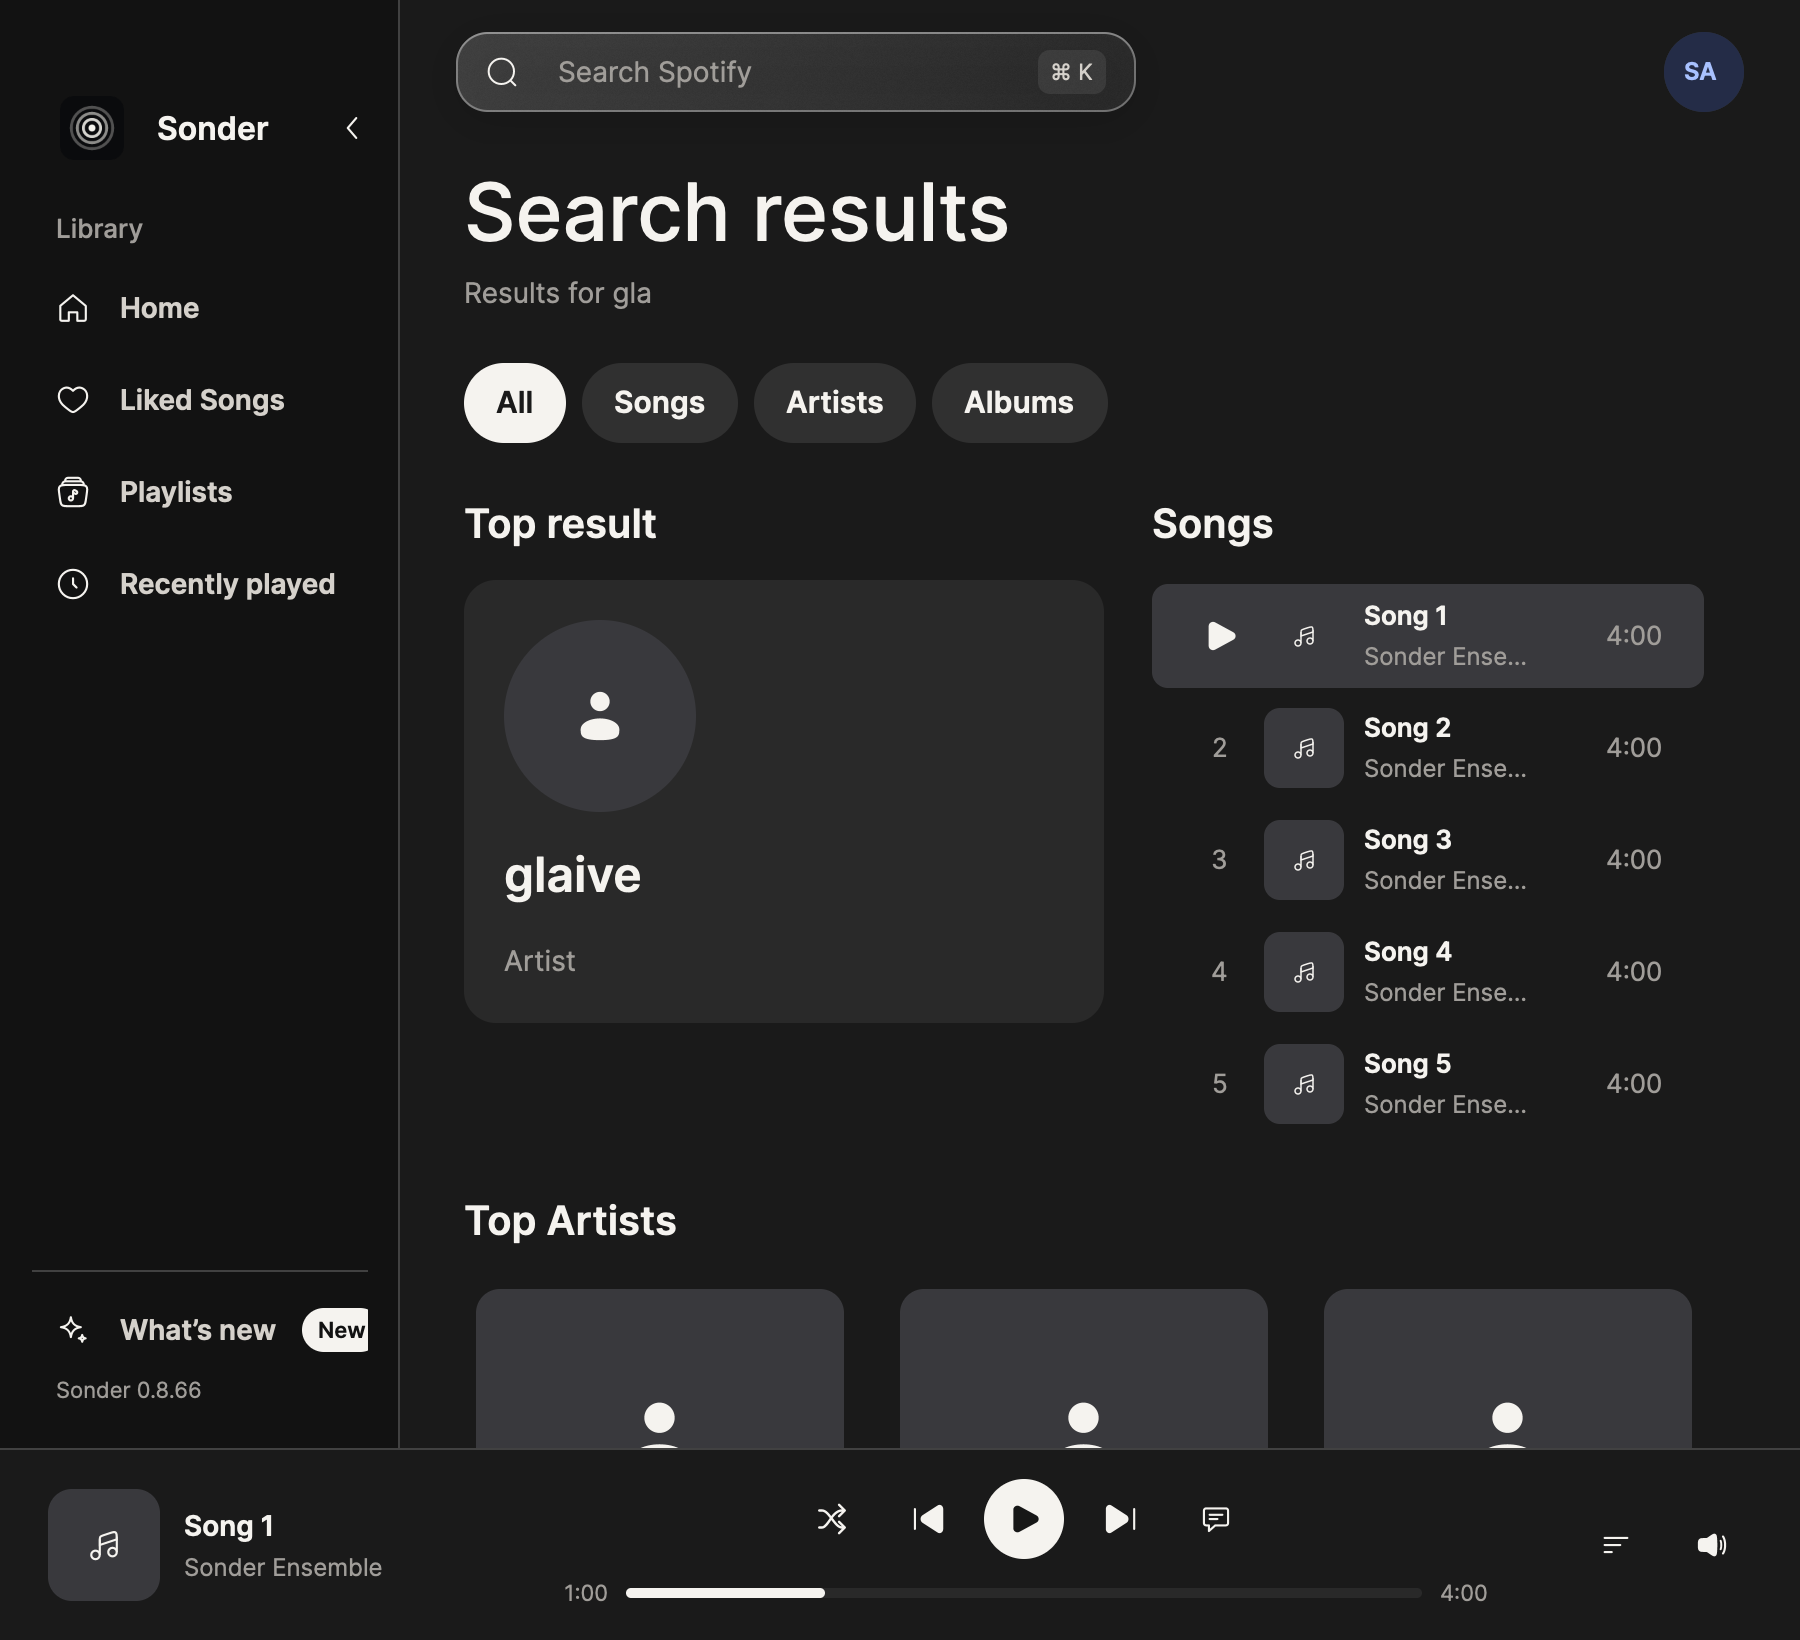 Sonder
Library
Home
Liked Songs
Playlists
Recently played
What’s new New
Sonder 0.8.66
Search Spotify ⌘ K
SA
Search results
Results for gla
All Songs Artists Albums
Top result
glaive
Artist
Songs
Song 1
Sonder Ense...
4:00
2
Song 2
Sonder Ense...
4:00
3
Song 3
Sonder Ense...
4:00
4
Song 4
Sonder Ense...
4:00
5
Song 5
Sonder Ense...
4:00
Top Artists
Song 1
Sonder Ensemble
1:00 4:00